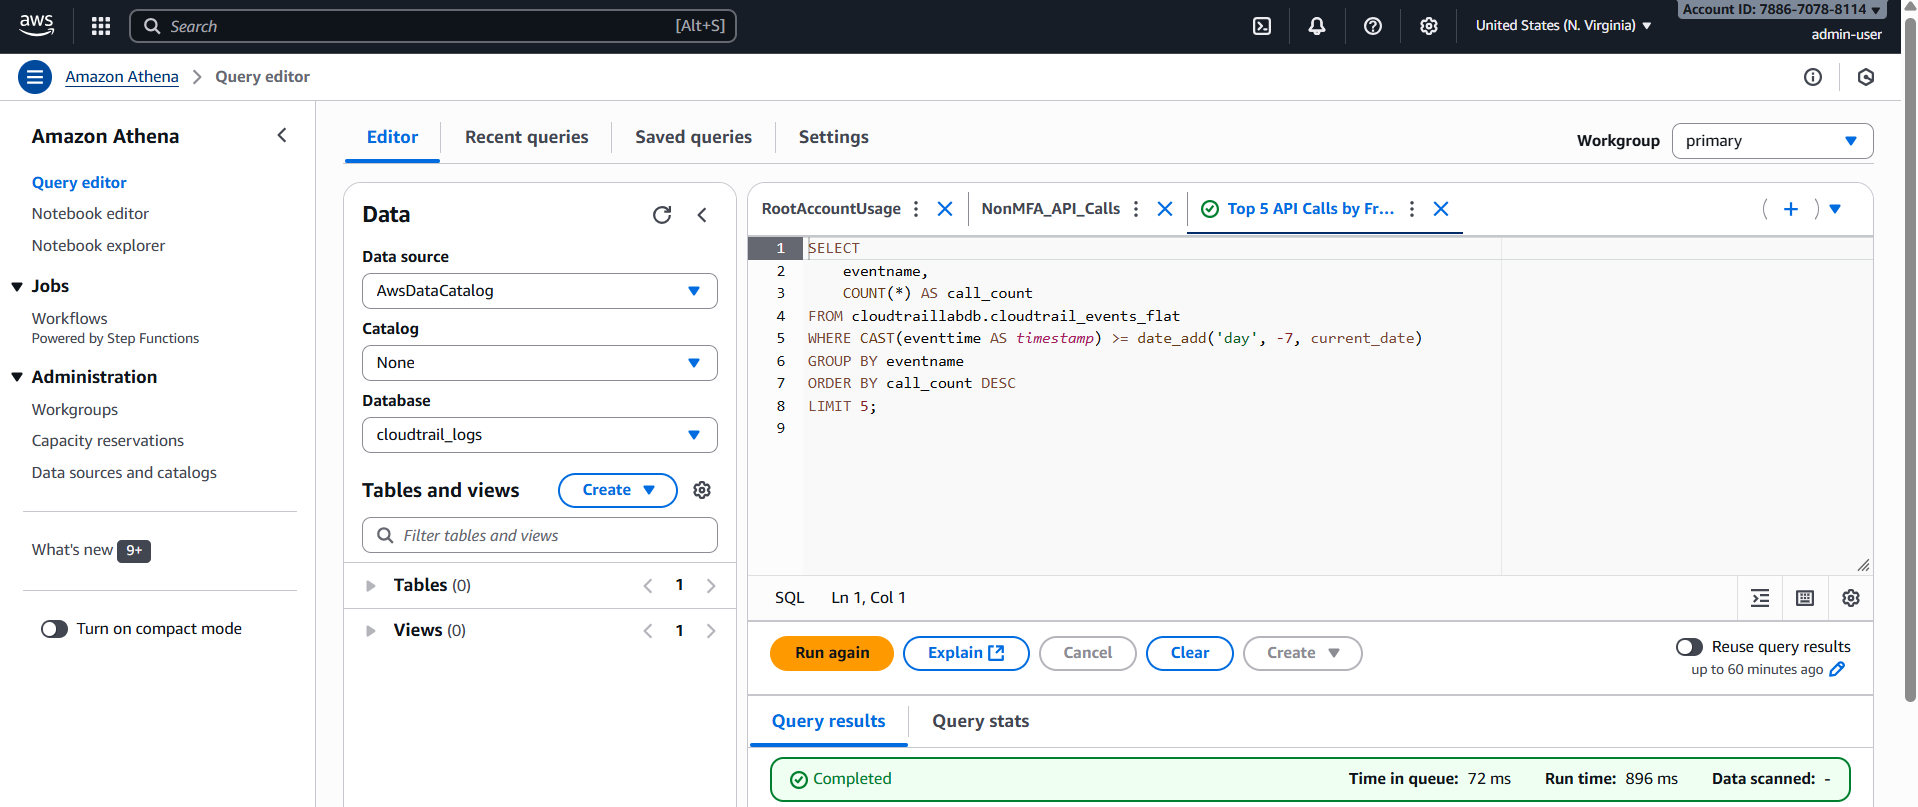 aws
Search
[Alt+S]
United States (N. Virginia)
Account ID: 7886-7078-8114
admin-user
Amazon Athena
Query editor
Amazon Athena
Query editor
Notebook editor
Notebook explorer
Jobs
Workflows
Powered by Step Functions
Administration
Workgroups
Capacity reservations
Data sources and catalogs
What's new 9+
Turn on compact mode
Editor
Recent queries
Saved queries
Settings
Workgroup
primary
Data
Data source
AwsDataCatalog
Catalog
None
Database
cloudtrail_logs
Tables and views
Create
Filter tables and views
Tables (0)
1
Views (0)
1
RootAccountUsage
NonMFA_API_Calls
Top 5 API Calls by Fr...
1 SELECT
2 eventname,
3 COUNT(*) AS call_count
4 FROM cloudtraillabdb.cloudtrail_events_flat
5 WHERE CAST(eventtime AS timestamp) >= date_add('day', -7, current_date)
6 GROUP BY eventname
7 ORDER BY call_count DESC
8 LIMIT 5;
9
SQL
Ln 1, Col 1
Run again
Explain
Cancel
Clear
Create
Reuse query results
up to 60 minutes ago
Query results
Query stats
Completed
Time in queue: 72 ms
Run time: 896 ms
Data scanned: -